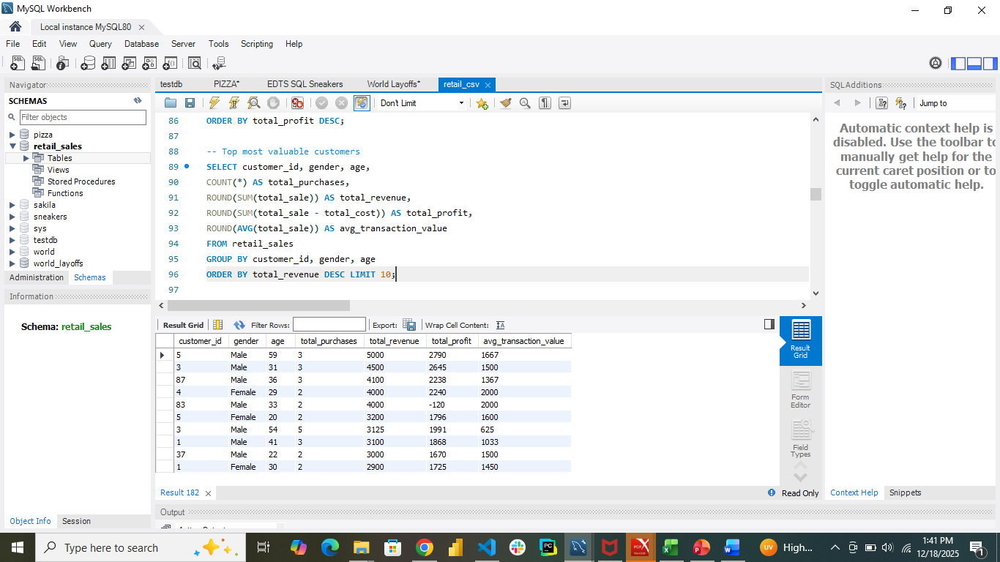 MySQL Workbench
Local instance MySQL80
File Edit View Query Database Server Tools Scripting Help
Navigator
SCHEMAS
Filter objects
pizza
retail_sales
Tables
Views
Stored Procedures
Functions
sakila
sneakers
sys
testdb
world
world_layoffs
Administration Schemas
Information
Schema: retail_sales
Object Info Session
testdb PIZZA* EDTS SQL Sneakers World Layoffs* retail_csv
Don't Limit
86 ORDER BY total_profit DESC;
87
88 -- Top most valuable customers
89 SELECT customer_id, gender, age,
90 COUNT(*) AS total_purchases,
91 ROUND(SUM(total_sale)) AS total_revenue,
92 ROUND(SUM(total_sale - total_cost)) AS total_profit,
93 ROUND(AVG(total_sale)) AS avg_transaction_value
94 FROM retail_sales
95 GROUP BY customer_id, gender, age
96 ORDER BY total_revenue DESC LIMIT 10;
97
Result Grid Filter Rows: Export: Wrap Cell Content:
customer_id gender age total_purchases total_revenue total_profit avg_transaction_value
5 Male 59 3 5000 2790 1667
3 Male 31 3 4500 2645 1500
87 Male 36 3 4100 2238 1367
4 Female 29 2 4000 2240 2000
83 Male 33 2 4000 -120 2000
5 Female 20 2 3200 1796 1600
3 Male 54 5 3125 1991 625
1 Male 41 3 3100 1868 1033
37 Male 22 2 3000 1670 1500
1 Female 30 2 2900 1725 1450
Result Grid
Form Editor
Field Types
Result 182
Read Only
Output
SQLAdditions
Jump to
Automatic context help is
disabled. Use the toolbar to
manually get help for the
current caret position or to
toggle automatic help.
Context Help Snippets
Type here to search
UV High...
1:41 PM
12/18/2025
1